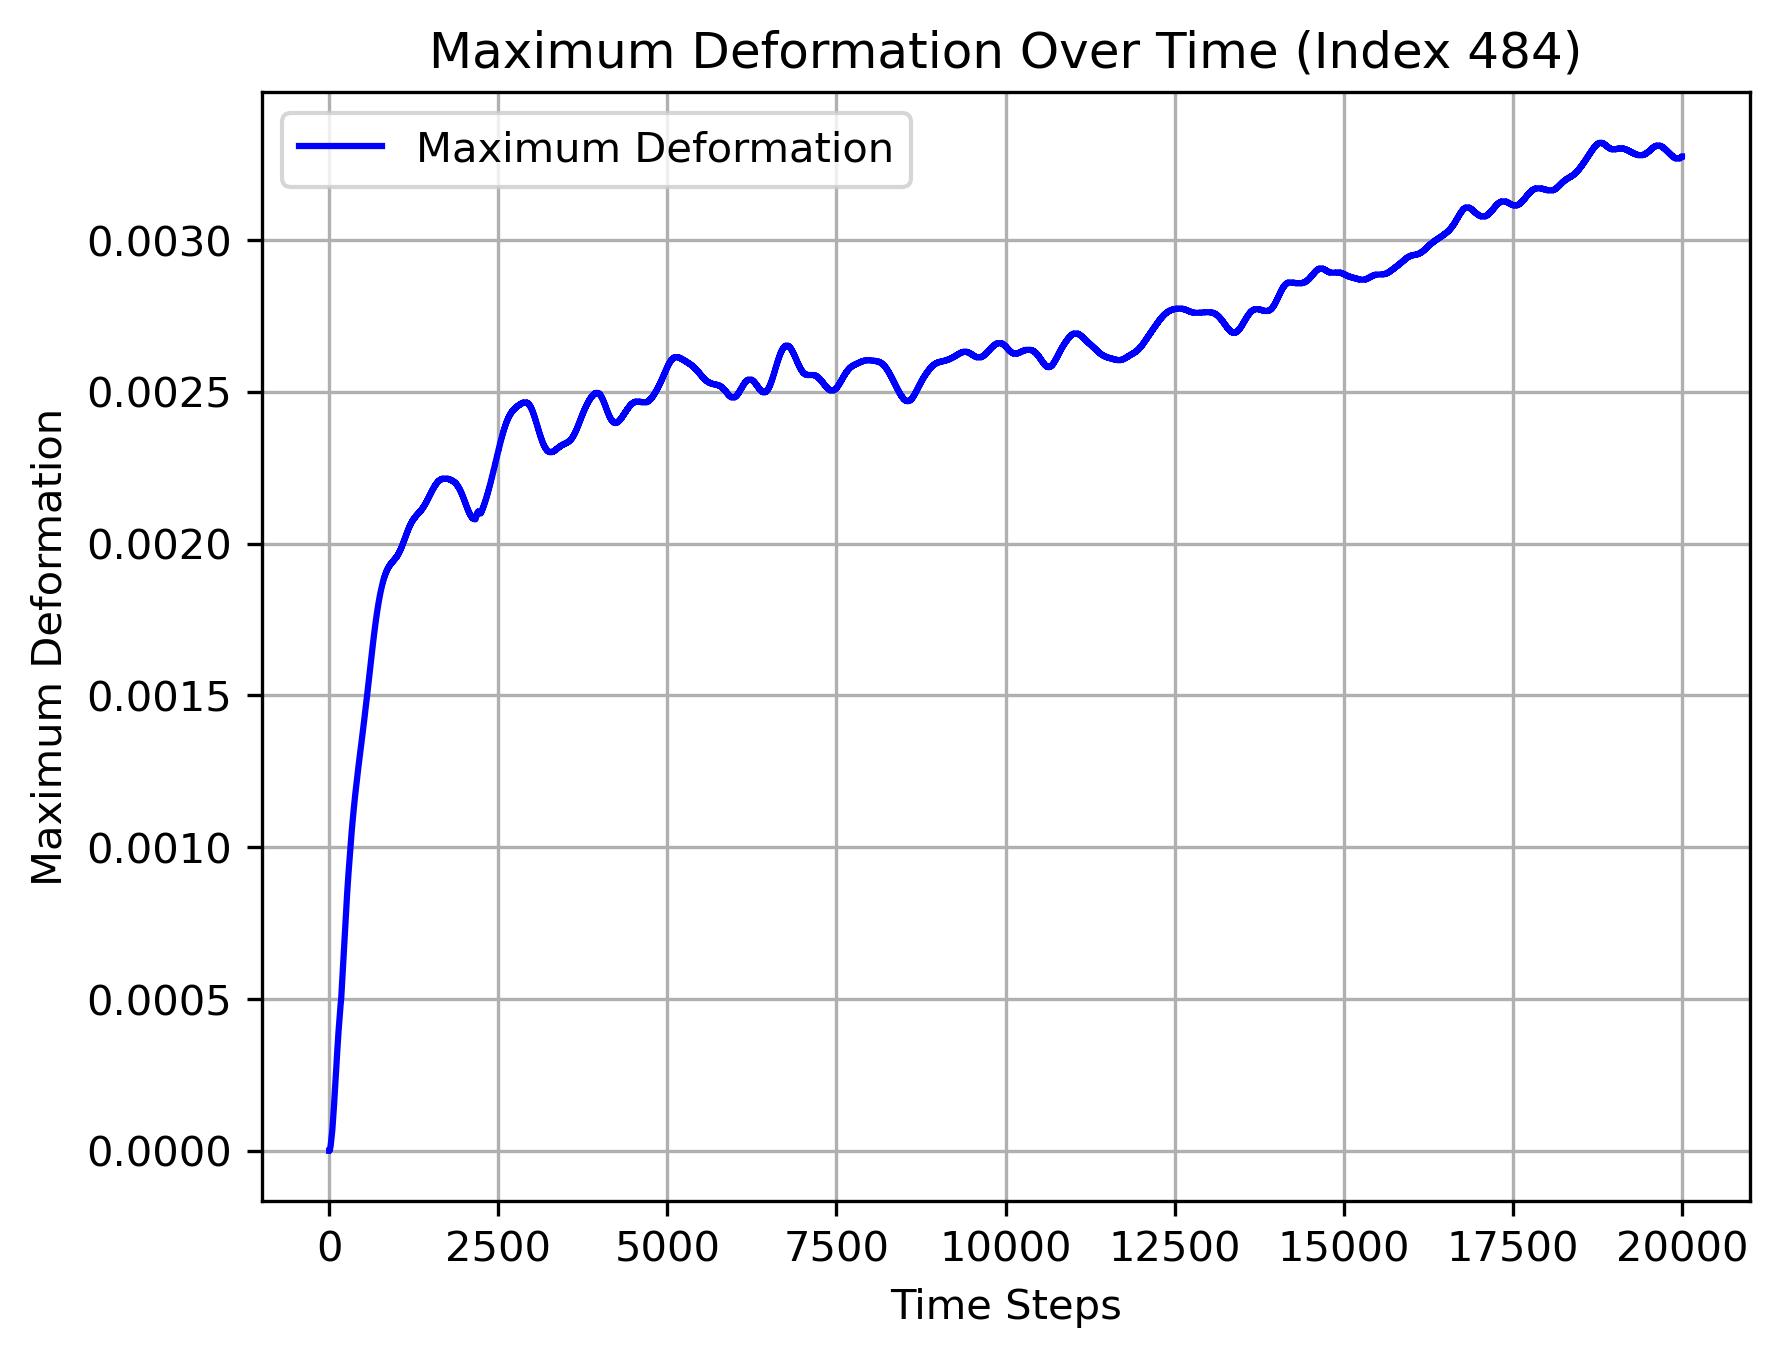 Maximum Deformation Over Time (Index 484)
Maximum Deformation
Maximum Deformation
0.0030
0.0025
0.0020
0.0015
0.0010
0.0005
0.0000
0 2500 5000 7500 10000 12500 15000 17500 20000
Time Steps